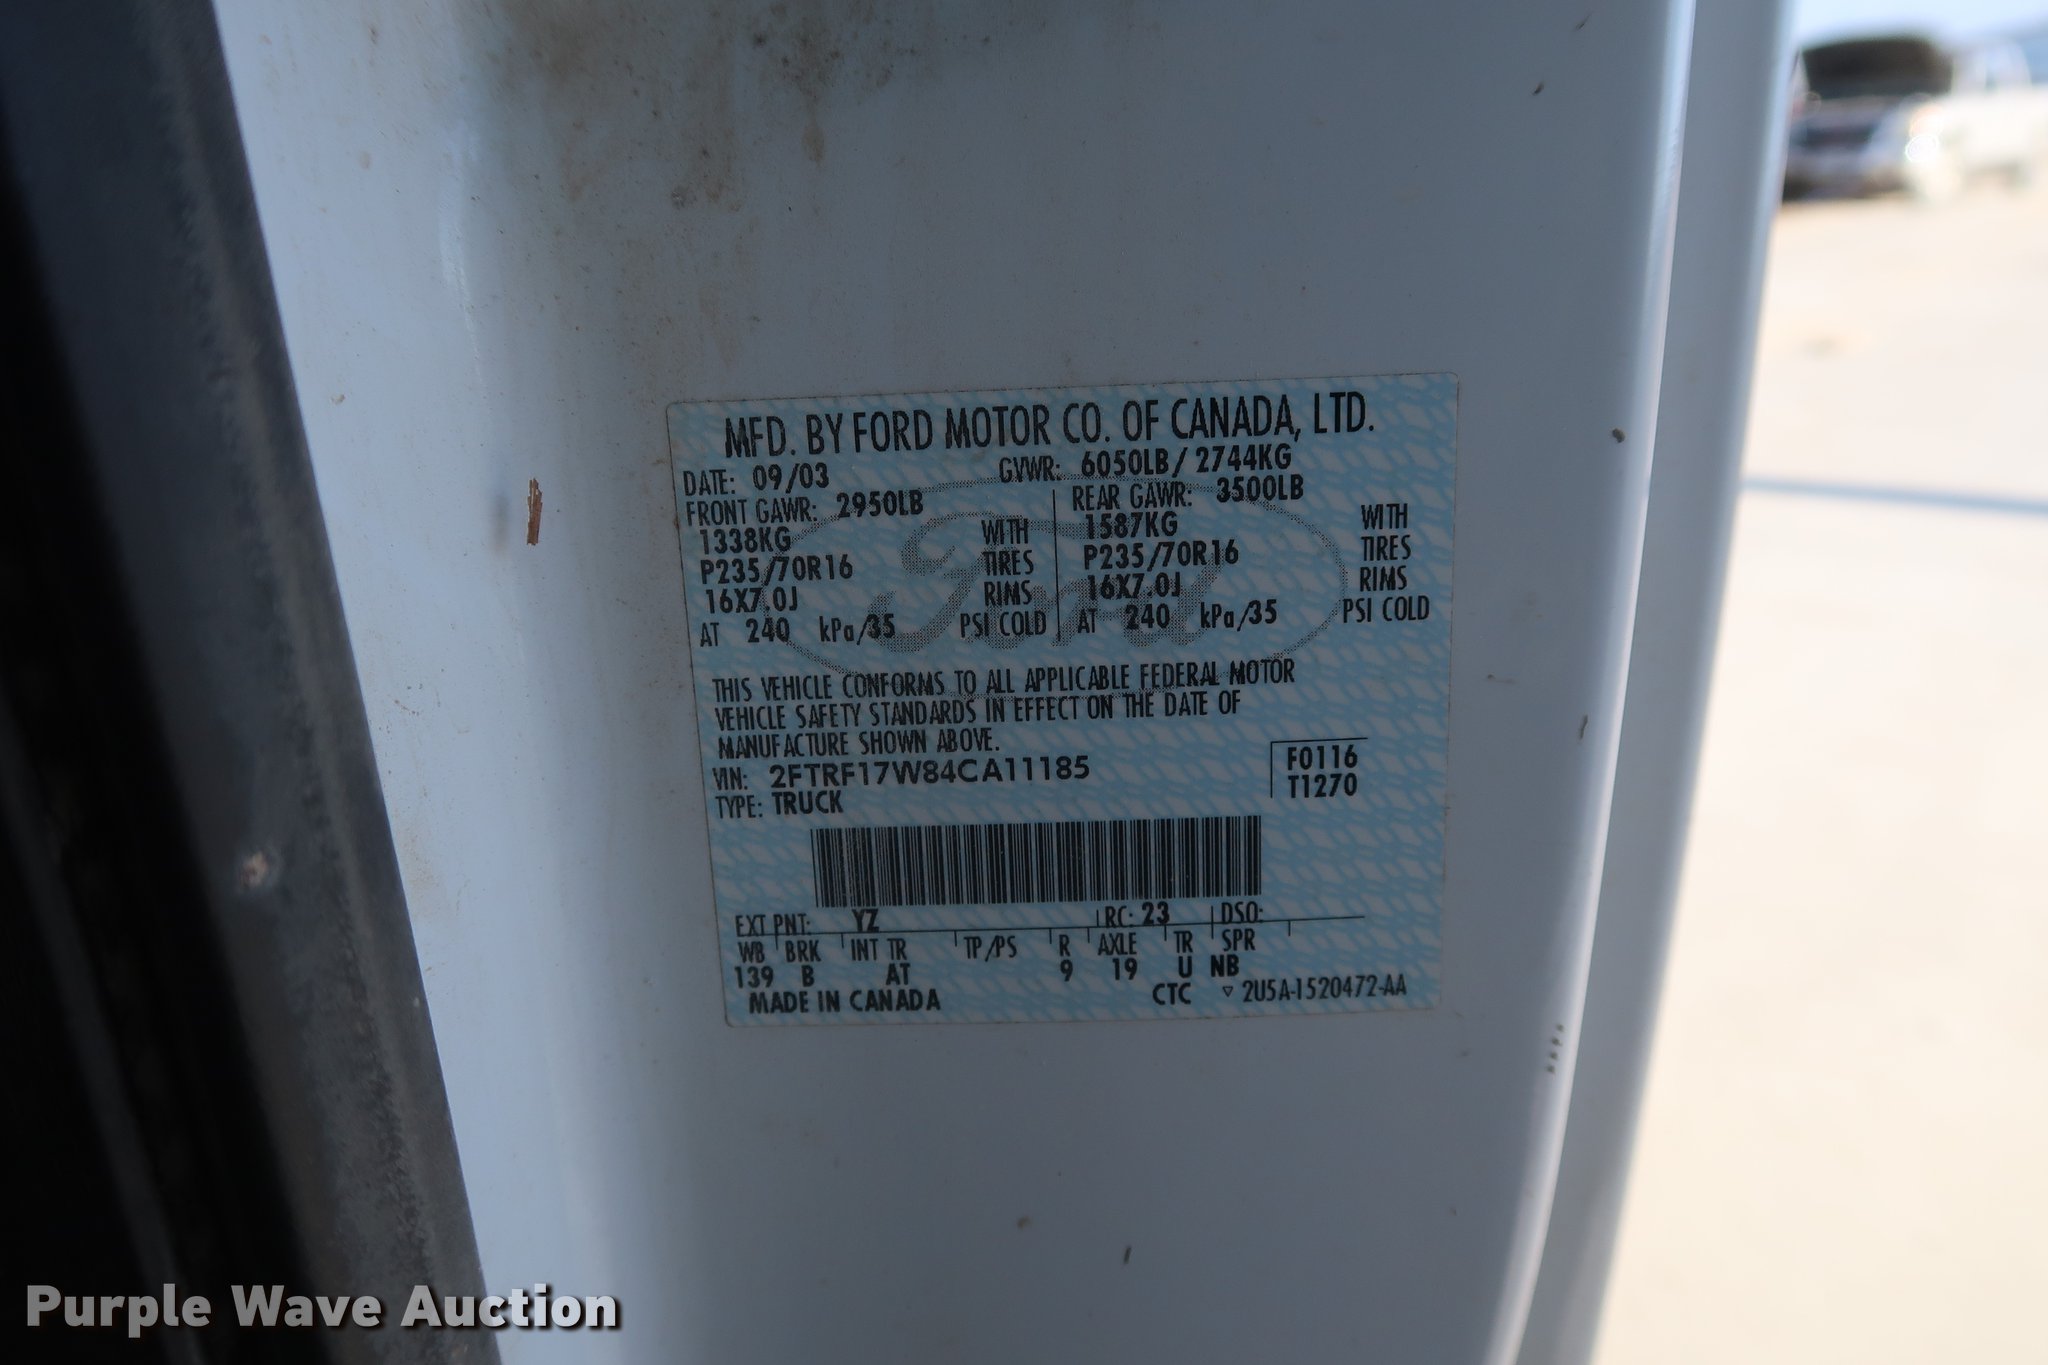 MFD. BY FORD MOTOR CO. OF CANADA, LTD.
DATE: 09/03 GVWR: 6050LB / 2744KG
FRONT GAWR: 2950LB REAR GAWR: 3500LB
1338KG WITH 1587KG WITH
P235/70R16 TIRES P235/70R16 TIRES
16X7.0J RIMS 16X7.0J RIMS
AT 240 kPa/35 PSI COLD AT 240 kPa/35 PSI COLD
Ford
THIS VEHICLE CONFORMS TO ALL APPLICABLE FEDERAL MOTOR
VEHICLE SAFETY STANDARDS IN EFFECT ON THE DATE OF
MANUFACTURE SHOWN ABOVE.
VIN: 2FTRF17W84CA11185 F0116
TYPE: TRUCK T1270
EXT PNT: YZ RC: 23 DSO:
WB BRK INT TR TP/PS R AXLE TR SPR
139 B AT 9 19 U NB
MADE IN CANADA CTC ▽ 2U5A-1520472-AA
Purple Wave Auction